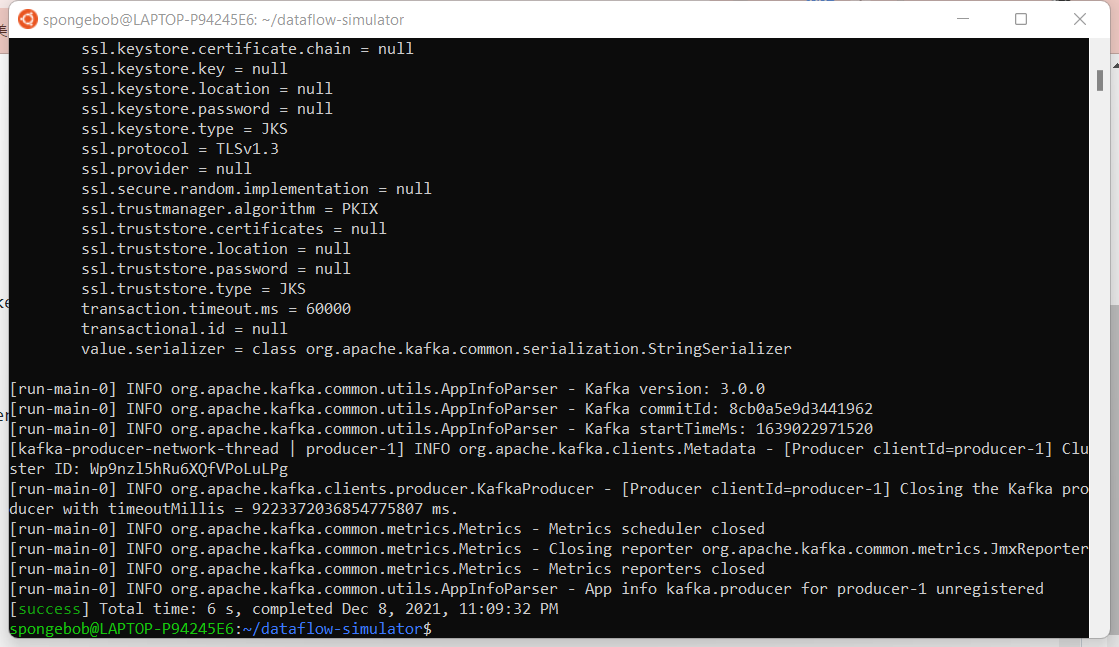 spongebob@LAPTOP-P94245E6: ~/dataflow-simulator
ssl.keystore.certificate.chain = null
ssl.keystore.key = null
ssl.keystore.location = null
ssl.keystore.password = null
ssl.keystore.type = JKS
ssl.protocol = TLSv1.3
ssl.provider = null
ssl.secure.random.implementation = null
ssl.trustmanager.algorithm = PKIX
ssl.truststore.certificates = null
ssl.truststore.location = null
ssl.truststore.password = null
ssl.truststore.type = JKS
transaction.timeout.ms = 60000
transactional.id = null
value.serializer = class org.apache.kafka.common.serialization.StringSerializer
[run-main-0] INFO org.apache.kafka.common.utils.AppInfoParser - Kafka version: 3.0.0
[run-main-0] INFO org.apache.kafka.common.utils.AppInfoParser - Kafka commitId: 8cb0a5e9d3441962
[run-main-0] INFO org.apache.kafka.common.utils.AppInfoParser - Kafka startTimeMs: 1639022971520
[kafka-producer-network-thread | producer-1] INFO org.apache.kafka.clients.Metadata - [Producer clientId=producer-1] Clu
ster ID: Wp9nzl5hRu6XQfVPoLuLPg
[run-main-0] INFO org.apache.kafka.clients.producer.KafkaProducer - [Producer clientId=producer-1] Closing the Kafka pro
ducer with timeoutMillis = 9223372036854775807 ms.
[run-main-0] INFO org.apache.kafka.common.metrics.Metrics - Metrics scheduler closed
[run-main-0] INFO org.apache.kafka.common.metrics.Metrics - Closing reporter org.apache.kafka.common.metrics.JmxReporter
[run-main-0] INFO org.apache.kafka.common.metrics.Metrics - Metrics reporters closed
[run-main-0] INFO org.apache.kafka.common.utils.AppInfoParser - App info kafka.producer for producer-1 unregistered
[success] Total time: 6 s, completed Dec 8, 2021, 11:09:32 PM
spongebob@LAPTOP-P94245E6:~/dataflow-simulator$